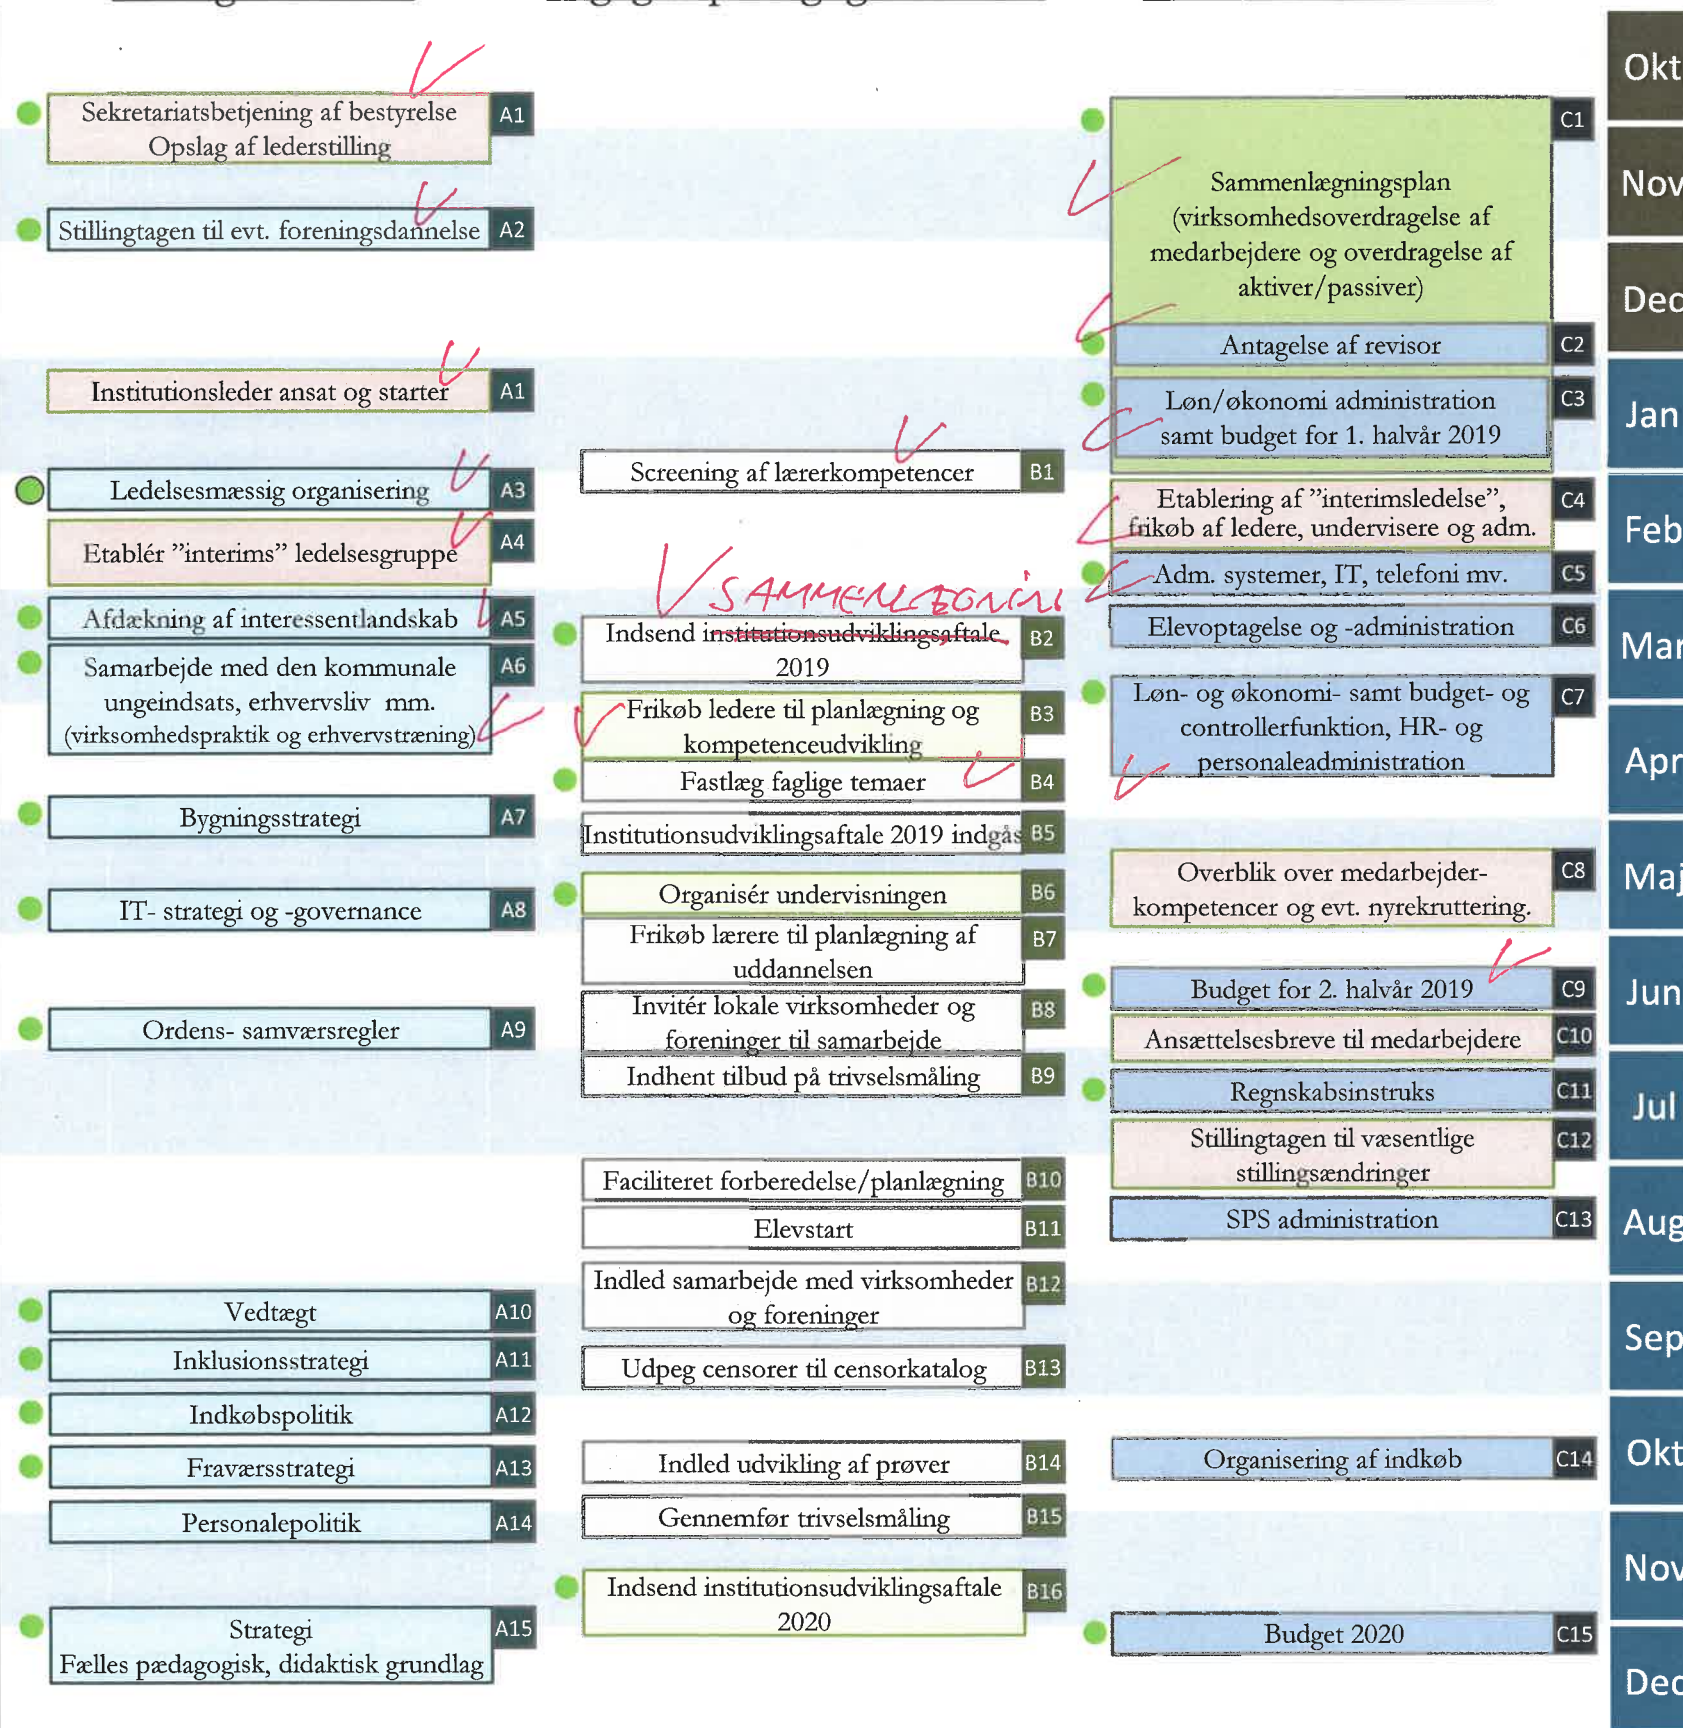 Sekretariatsbetjening af bestyrelse
Opslag af lederstilling
A1
Stillingtagen til evt. foreningsdannelse
A2
Institutionsleder ansat og starter
A1
Ledelsesmæssig organisering
A3
Etablér ”interims” ledelsesgruppe
A4
Afdækning af interessentlandskab
A5
Samarbejde med den kommunale
ungeindsats, erhvervsliv mm.
(virksomhedspraktik og erhvervstræning)
A6
Bygningsstrategi
A7
IT- strategi og -governance
A8
Ordens- samværsregler
A9
Vedtægt
A10
Inklusionsstrategi
A11
Indkøbspolitik
A12
Fraværsstrategi
A13
Personalepolitik
A14
Strategi
Fælles pædagogisk, didaktisk grundlag
A15
Screening af lærerkompetencer
B1
Indsend institutionsudviklingsaftale
2019
B2
Frikøb ledere til planlægning og
kompetenceudvikling
B3
Fastlæg faglige temaer
B4
Institutionsudviklingsaftale 2019 indgås
B5
Organisér undervisningen
B6
Frikøb lærere til planlægning af
uddannelsen
B7
Invitér lokale virksomheder og
foreninger til samarbejde
B8
Indhent tilbud på trivselsmåling
B9
Faciliteret forberedelse/planlægning
B10
Elevstart
B11
Indled samarbejde med virksomheder
og foreninger
B12
Udpeg censorer til censorkatalog
B13
Indled udvikling af prøver
B14
Gennemfør trivselsmåling
B15
Indsend institutionsudviklingsaftale
2020
B16
Sammenlægningsplan
(virksomhedsoverdragelse af
medarbejdere og overdragelse af
aktiver/passiver)
C1
Antagelse af revisor
C2
Løn/økonomi administration
samt budget for 1. halvår 2019
C3
Etablering af ”interimsledelse”,
frikøb af ledere, undervisere og adm.
C4
Adm. systemer, IT, telefoni mv.
C5
Elevoptagelse og -administration
C6
Løn- og økonomi- samt budget- og
controllerfunktion, HR- og
personaleadministration
C7
Overblik over medarbejder-
kompetencer og evt. nyrekruttering.
C8
Budget for 2. halvår 2019
C9
Ansættelsesbreve til medarbejdere
C10
Regnskabsinstruks
C11
Stillingtagen til væsentlige
stillingsændringer
C12
SPS administration
C13
Organisering af indkøb
C14
Budget 2020
C15
Okt
Nov
Dec
Jan
Feb
Mar
Apr
Maj
Jun
Jul
Aug
Sep
Okt
Nov
Dec